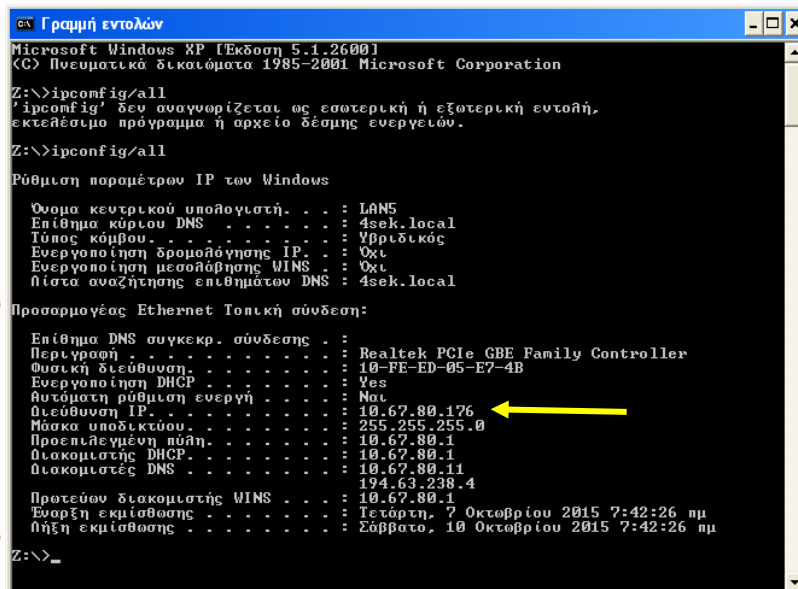 Γραμμή εντολών
Microsoft Windows XP [Έκδοση 5.1.2600]
(C) Πνευματικά δικαιώματα 1985-2001 Microsoft Corporation
Z:\>ipcomfig/all
'ipcomfig' δεν αναγνωρίζεται ως εσωτερική ή εξωτερική εντολή,
εκτελέσιμο πρόγραμμα ή αρχείο δέσμης ενεργειών.
Z:\>ipconfig/all
Ρύθμιση παραμέτρων IP των Windows
Όνομα κεντρικού υπολογιστή. . . : LAN5
Επίθημα κύριου DNS . . . . . . : 4sek.local
Τύπος κόμβου. . . . . . . . . . : Υβριδικός
Ενεργοποίηση δρομολόγησης IP. . : Όχι
Ενεργοποίηση μεσολάβησης WINS . : Όχι
Λίστα αναζήτησης επιθημάτων DNS : 4sek.local
Προσαρμογέας Ethernet Τοπική σύνδεση:
Επίθημα DNS συγκεκρ. σύνδεσης . :
Περιγραφή . . . . . . . . . . . : Realtek PCIe GBE Family Controller
Φυσική διεύθυνση. . . . . . . . : 10-FE-ED-05-E7-4B
Ενεργοποίηση DHCP . . . . . . . : Yes
Αυτόματη ρύθμιση ενεργή . . . . : Ναι
Διεύθυνση IP. . . . . . . . . . : 10.67.80.176
Μάσκα υποδικτύου. . . . . . . . : 255.255.255.0
Προεπιλεγμένη πύλη. . . . . . . : 10.67.80.1
Διακομιστής DHCP. . . . . . . . : 10.67.80.1
Διακομιστές DNS . . . . . . . . : 10.67.80.11
194.63.238.4
Πρωτεύων διακομιστής WINS . . . : 10.67.80.1
Έναρξη εκμίσθωσης . . . . . . . : Τετάρτη, 7 Οκτωβρίου 2015 7:42:26 πμ
Λήξη εκμίσθωσης . . . . . . . . : Σάββατο, 10 Οκτωβρίου 2015 7:42:26 πμ
Z:\>_